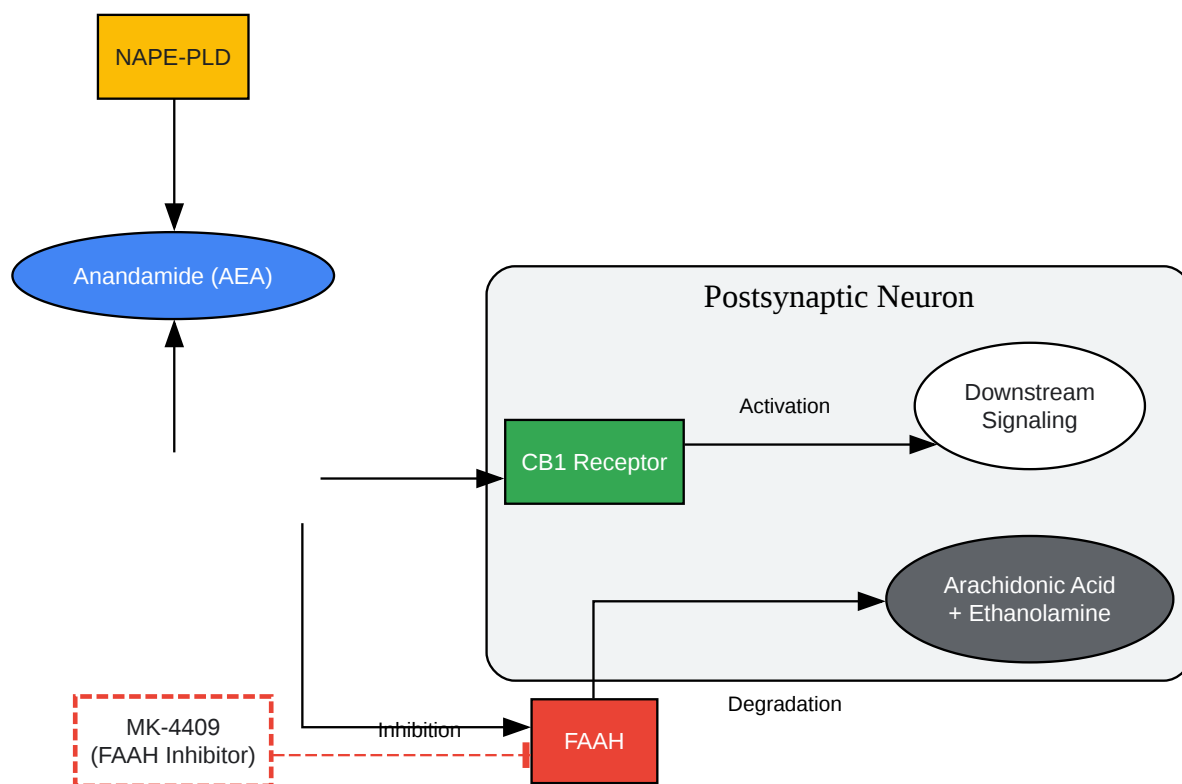 NAPE-PLD
Anandamide (AEA)
Postsynaptic Neuron
Downstream
Signaling
Activation
CB1 Receptor
Arachidonic Acid
+ Ethanolamine
Degradation
MK-4409
(FAAH Inhibitor)
Inhibition
FAAH